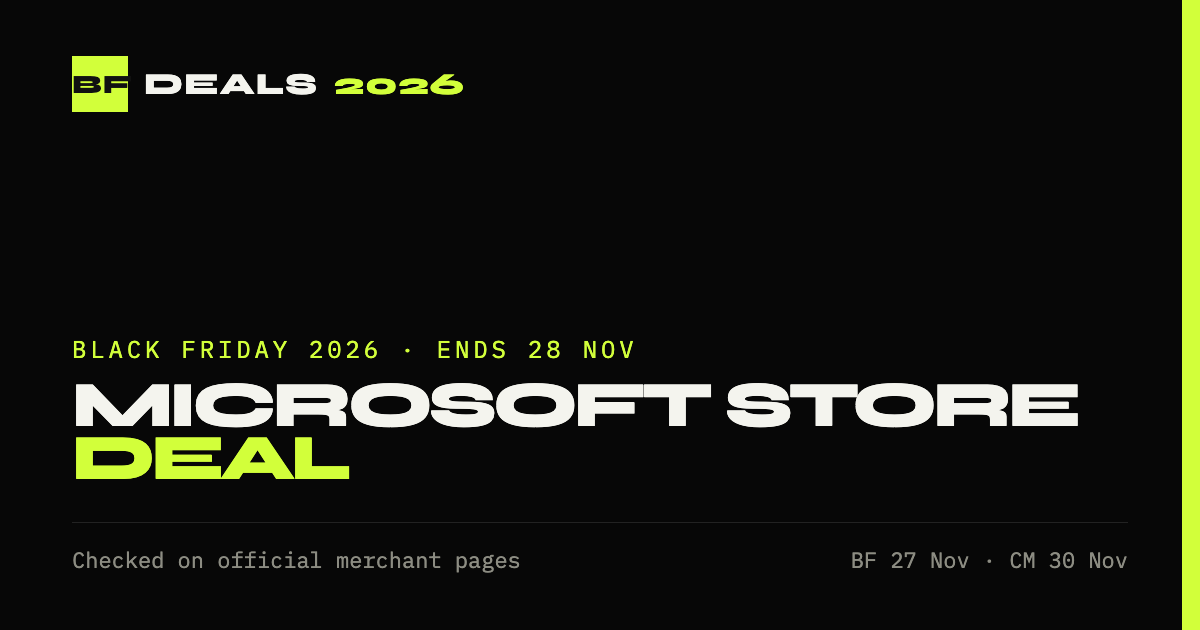 BF DEALS 2026
BLACK FRIDAY 2026 · ENDS 28 NOV
MICROSOFT STORE
DEAL
Checked on official merchant pages
BF 27 Nov · CM 30 Nov